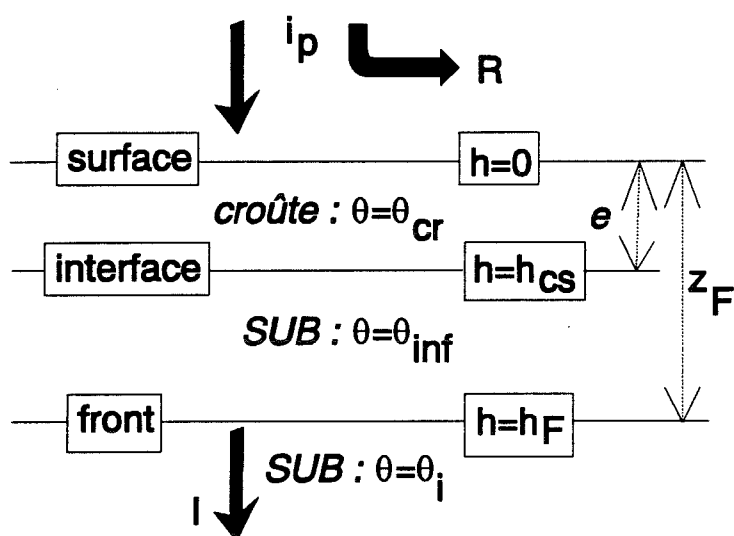 i_p
R
surface h=0
croûte : θ=θ_cr
e
interface h=h_cs
z_F
SUB : θ=θ_inf
front h=h_F
SUB : θ=θ_i
I